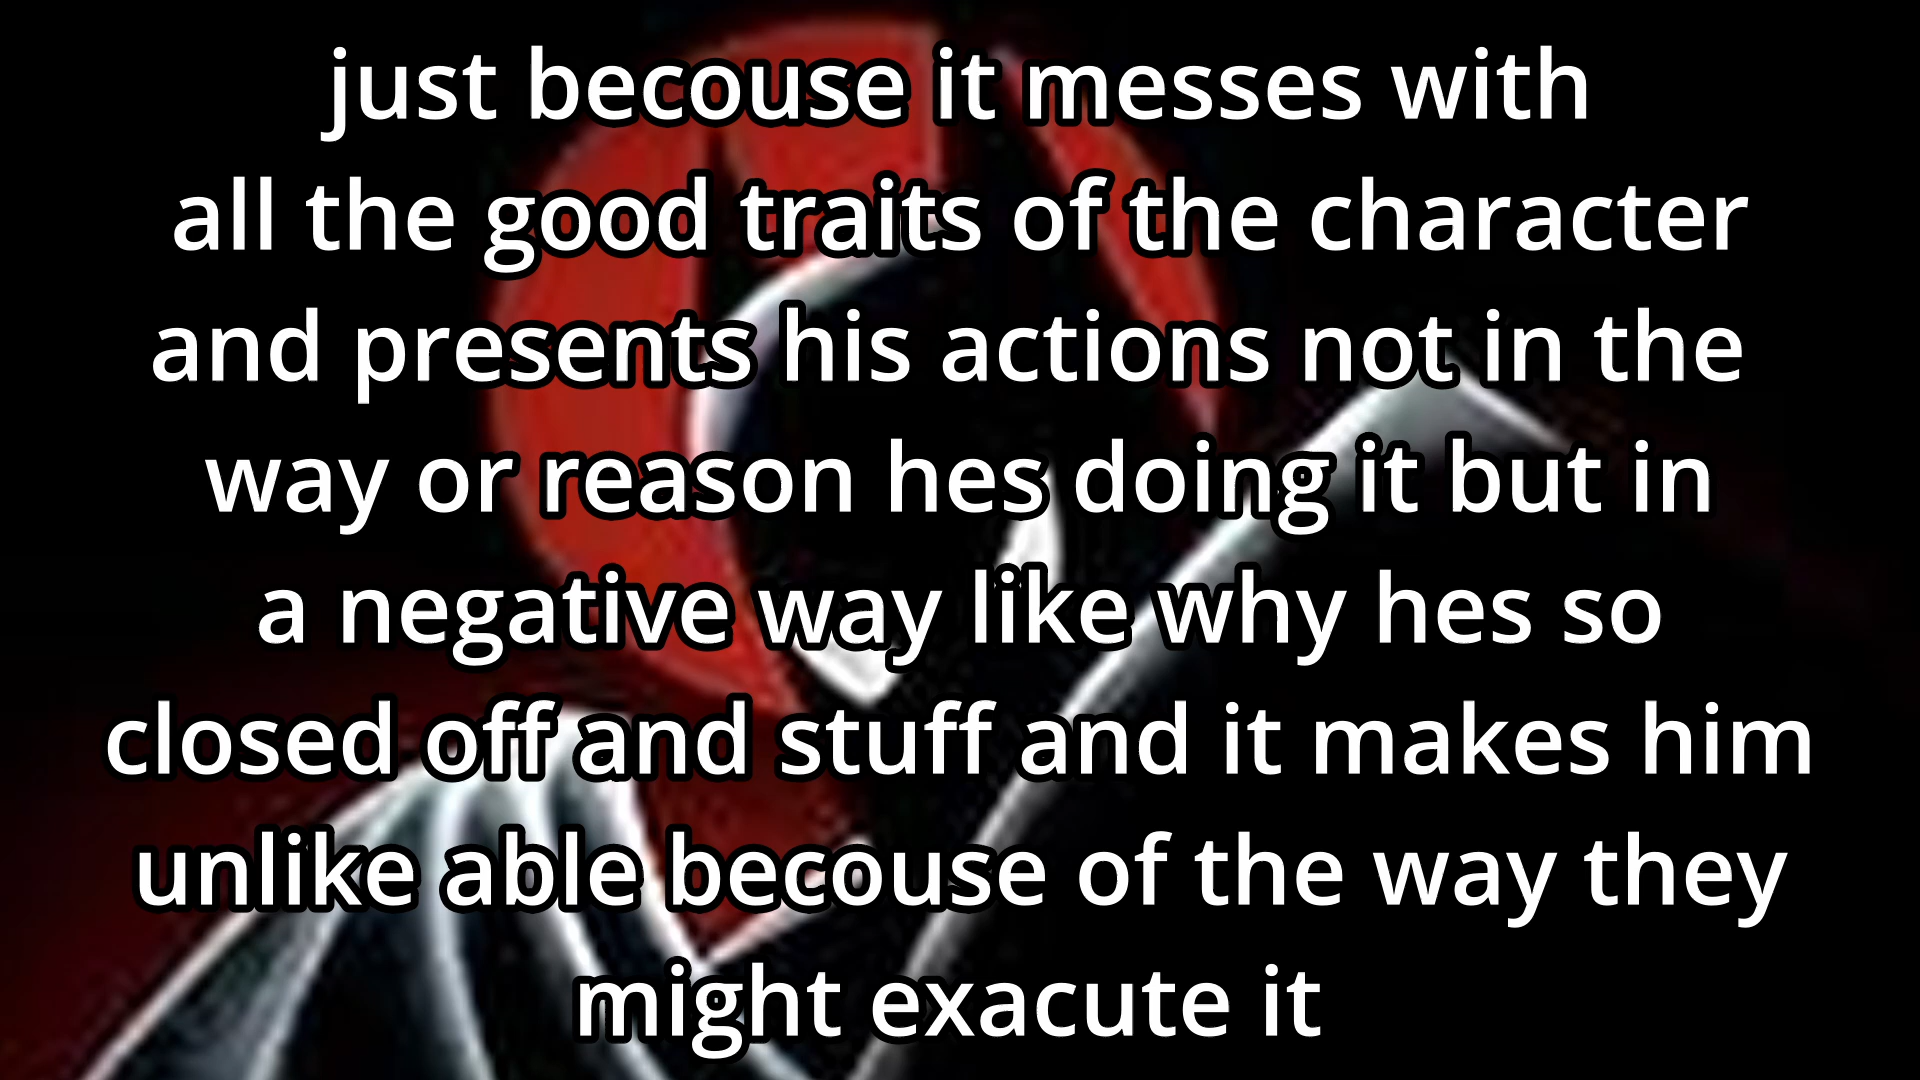 just becouse it messes with
all the good traits of the character
and presents his actions not in the
way or reason hes doing it but in
a negative way like why hes so
closed off and stuff and it makes him
unlike able becouse of the way they
might exacute it